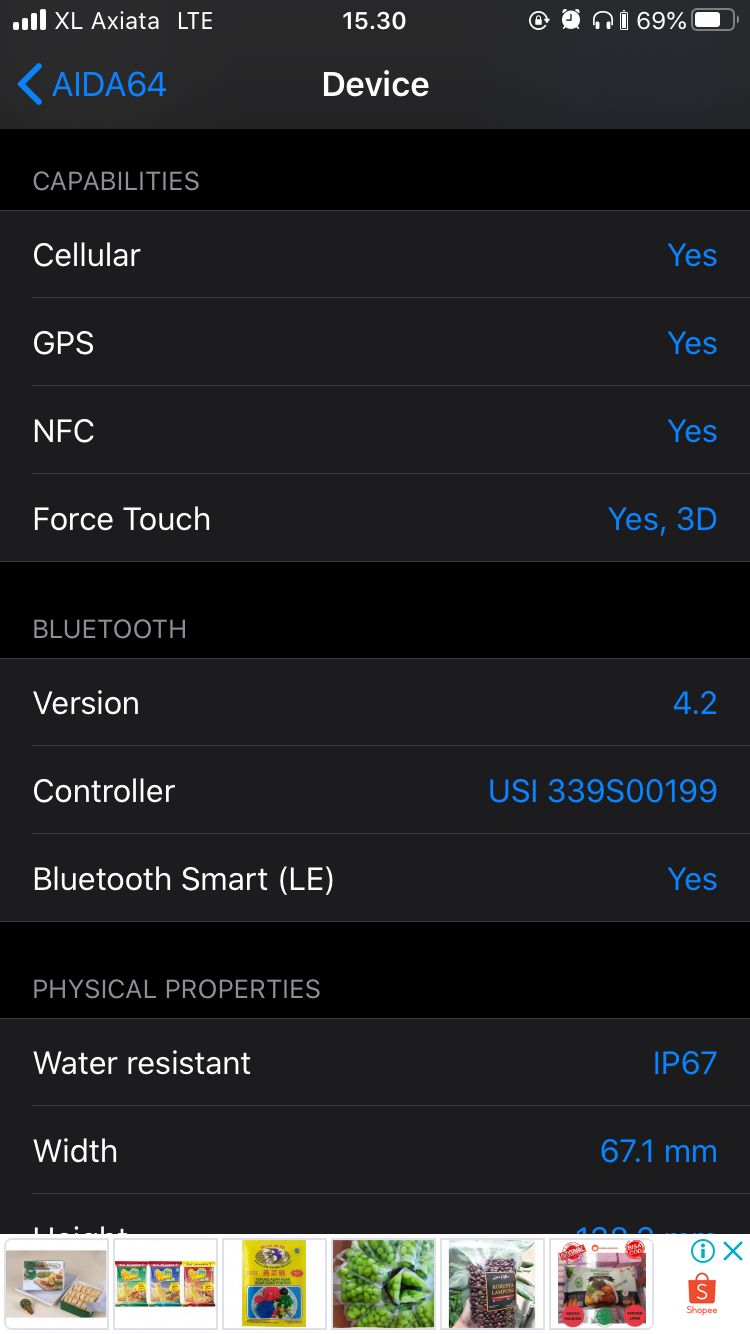 XL Axiata LTE 15.30 69%
AIDA64 Device
CAPABILITIES
Cellular Yes
GPS Yes
NFC Yes
Force Touch Yes, 3D
BLUETOOTH
Version 4.2
Controller USI 339S00199
Bluetooth Smart (LE) Yes
PHYSICAL PROPERTIES
Water resistant IP67
Width 67.1 mm
Height
ROBUSTA
LAMPUNG
ORIGINAL
Shopee